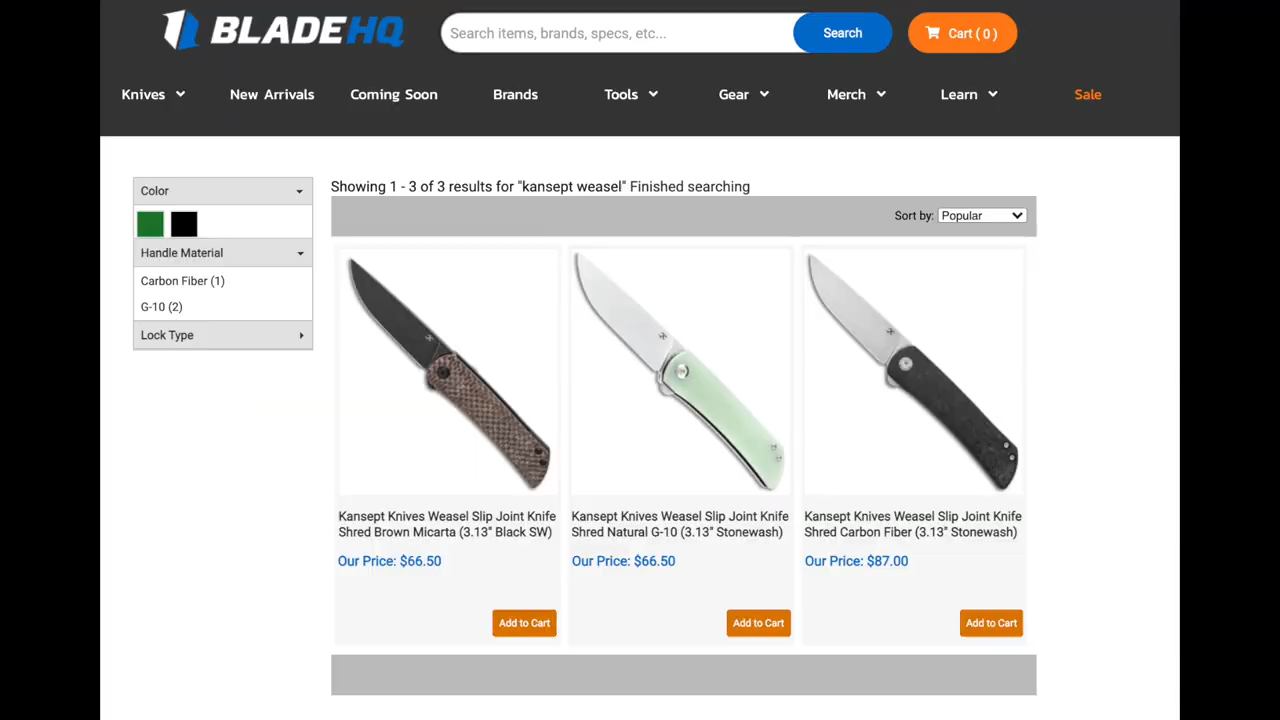 BLADEHQ
Search items, brands, specs, etc...
Search
Cart ( 0 )
Knives
New Arrivals
Coming Soon
Brands
Tools
Gear
Merch
Learn
Sale
Color
Handle Material
Carbon Fiber (1)
G-10 (2)
Lock Type
Showing 1 - 3 of 3 results for "kansept weasel" Finished searching
Sort by: Popular
Kansept Knives Weasel Slip Joint Knife
Shred Brown Micarta (3.13" Black SW)
Our Price: $66.50
Add to Cart
Kansept Knives Weasel Slip Joint Knife
Shred Natural G-10 (3.13" Stonewash)
Our Price: $66.50
Add to Cart
Kansept Knives Weasel Slip Joint Knife
Shred Carbon Fiber (3.13" Stonewash)
Our Price: $87.00
Add to Cart